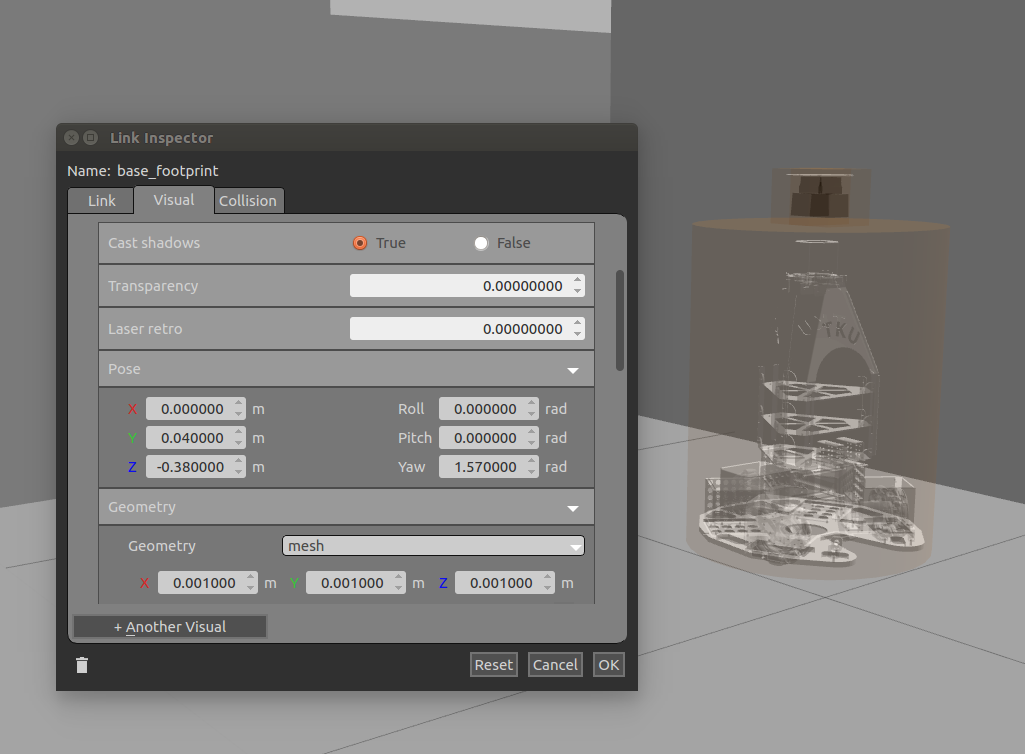 Link Inspector
Name: base_footprint
Link Visual Collision
Cast shadows True False
Transparency 0.00000000
Laser retro 0.00000000
Pose
X 0.000000 m Roll 0.000000 rad
Y 0.040000 m Pitch 0.000000 rad
Z -0.380000 m Yaw 1.570000 rad
Geometry
Geometry mesh
X 0.001000 m Y 0.001000 m Z 0.001000 m
+ Another Visual
Reset Cancel OK
TKU